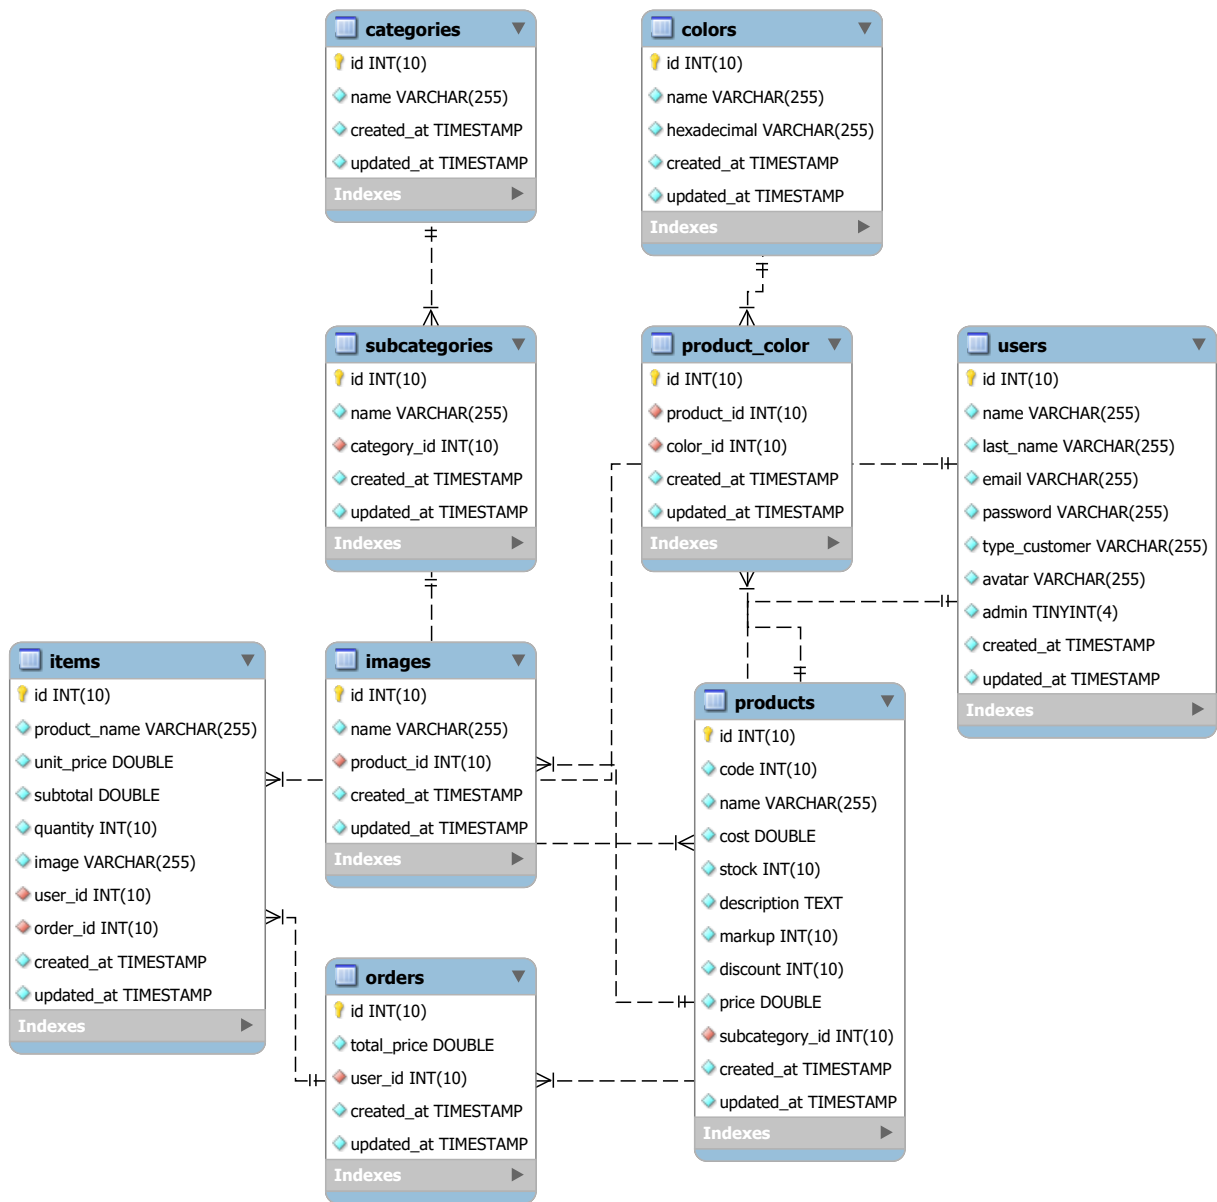 categories
id INT(10)
name VARCHAR(255)
created_at TIMESTAMP
updated_at TIMESTAMP
Indexes
colors
id INT(10)
name VARCHAR(255)
hexadecimal VARCHAR(255)
created_at TIMESTAMP
updated_at TIMESTAMP
Indexes
subcategories
id INT(10)
name VARCHAR(255)
category_id INT(10)
created_at TIMESTAMP
updated_at TIMESTAMP
Indexes
product_color
id INT(10)
product_id INT(10)
color_id INT(10)
created_at TIMESTAMP
updated_at TIMESTAMP
Indexes
users
id INT(10)
name VARCHAR(255)
last_name VARCHAR(255)
email VARCHAR(255)
password VARCHAR(255)
type_customer VARCHAR(255)
avatar VARCHAR(255)
admin TINYINT(4)
created_at TIMESTAMP
updated_at TIMESTAMP
Indexes
items
id INT(10)
product_name VARCHAR(255)
unit_price DOUBLE
subtotal DOUBLE
quantity INT(10)
image VARCHAR(255)
user_id INT(10)
order_id INT(10)
created_at TIMESTAMP
updated_at TIMESTAMP
Indexes
images
id INT(10)
name VARCHAR(255)
product_id INT(10)
created_at TIMESTAMP
updated_at TIMESTAMP
Indexes
products
id INT(10)
code INT(10)
name VARCHAR(255)
cost DOUBLE
stock INT(10)
description TEXT
markup INT(10)
discount INT(10)
price DOUBLE
subcategory_id INT(10)
created_at TIMESTAMP
updated_at TIMESTAMP
Indexes
orders
id INT(10)
total_price DOUBLE
user_id INT(10)
created_at TIMESTAMP
updated_at TIMESTAMP
Indexes